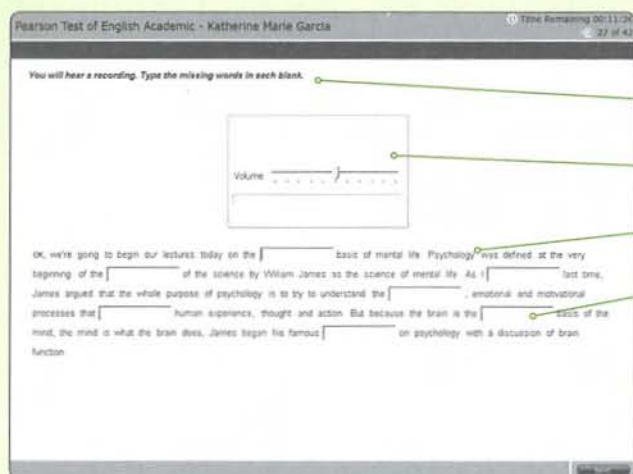 Pearson Test of English Academic - Katherine Marie Garcia
Time Remaining 00:11:26
27 of 42
You will hear a recording. Type the missing words in each blank.
Volume
OK, we're going to begin our lectures today on the basis of mental life. Psychology was defined at the very
beginning of the of the science by William James as the science of mental life. As I last time,
James argued that the whole purpose of psychology is to try to understand the , emotional and motivational
processes that human experience, thought and action. But because the brain is the basis of the
mind, the mind is what the brain does, James began his famous on psychology with a discussion of brain
function.